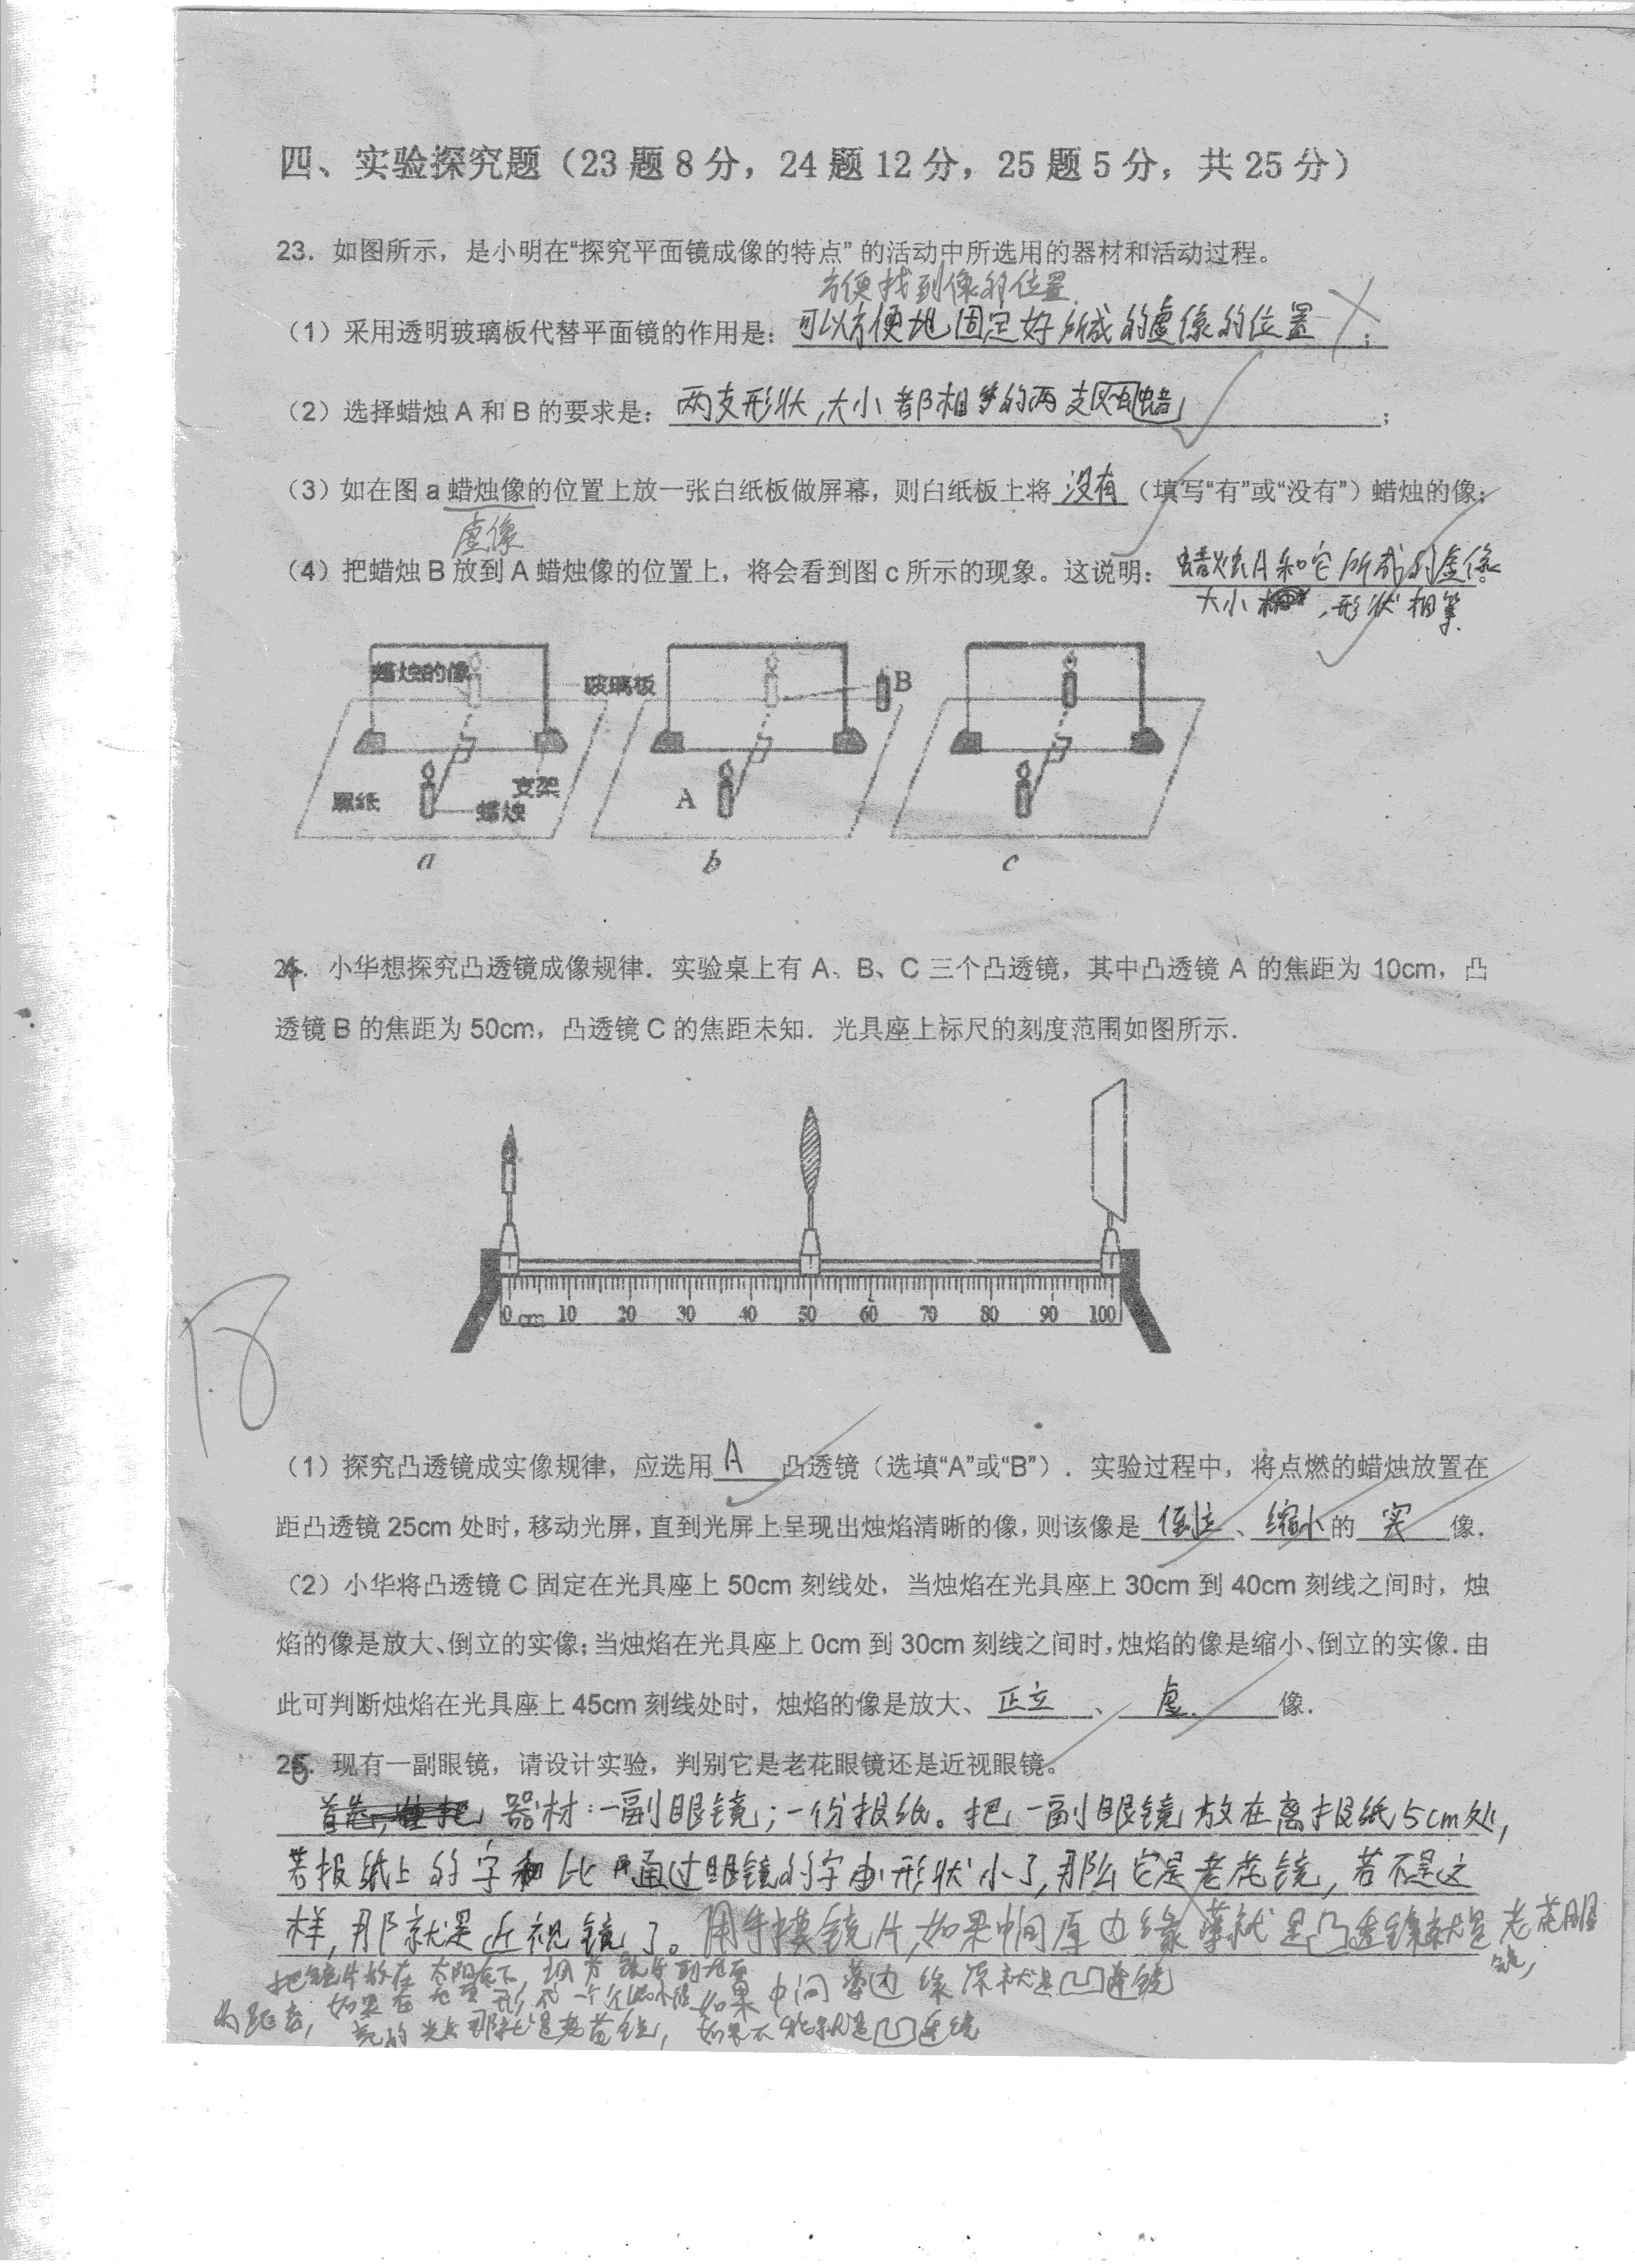 四、实验探究题（23题8分，24题12分，25题5分，共25分）
23．如图所示，是小明在“探究平面镜成像的特点”的活动中所选用的器材和活动过程。
方便找到像的位置
（1）采用透明玻璃板代替平面镜的作用是：可以方便地固定好所成的虚像的位置；
（2）选择蜡烛A和B的要求是：两支形状，大小都相等的两支蜡烛；
（3）如在图a蜡烛像的位置上放一张白纸板做屏幕，则白纸板上将没有（填写“有”或“没有”）蜡烛的像；
虚像
（4）把蜡烛B放到A蜡烛像的位置上，将会看到图c所示的现象。这说明：蜡烛A和它所成的虚像
大小，形状相等.
蜡烛的像 玻璃板 B
黑纸 支架 蜡烛 A
a b c
24．小华想探究凸透镜成像规律．实验桌上有A、B、C三个凸透镜，其中凸透镜A的焦距为10cm，凸
透镜B的焦距为50cm，凸透镜C的焦距未知．光具座上标尺的刻度范围如图所示．
0 cm 10 20 30 40 50 60 70 80 90 100
18
（1）探究凸透镜成实像规律，应选用A凸透镜（选填“A”或“B”）．实验过程中，将点燃的蜡烛放置在
距凸透镜25cm处时，移动光屏，直到光屏上呈现出烛焰清晰的像，则该像是倒立、缩小的实像．
（2）小华将凸透镜C固定在光具座上50cm刻线处，当烛焰在光具座上30cm到40cm刻线之间时，烛
焰的像是放大、倒立的实像；当烛焰在光具座上0cm到30cm刻线之间时，烛焰的像是缩小、倒立的实像．由
此可判断烛焰在光具座上45cm刻线处时，烛焰的像是放大、正立、虚像．
25．现有一副眼镜，请设计实验，判别它是老花眼镜还是近视眼镜。
器材：一副眼镜；一份报纸。把一副眼镜放在离报纸5cm处，
若报纸上的字比通过眼镜的字形状小了，那么它是老花镜，若不是这
样，那就是近视镜了。用手摸镜片，如果中间厚边缘薄就是凸透镜就是老花眼
镜，
把镜片放在太阳底下，调节镜片到地面 如果中间薄边缘厚就是凹透镜
的距离，如果在地面形成一个
亮的光点那就是老花镜，如果不能就是凹透镜